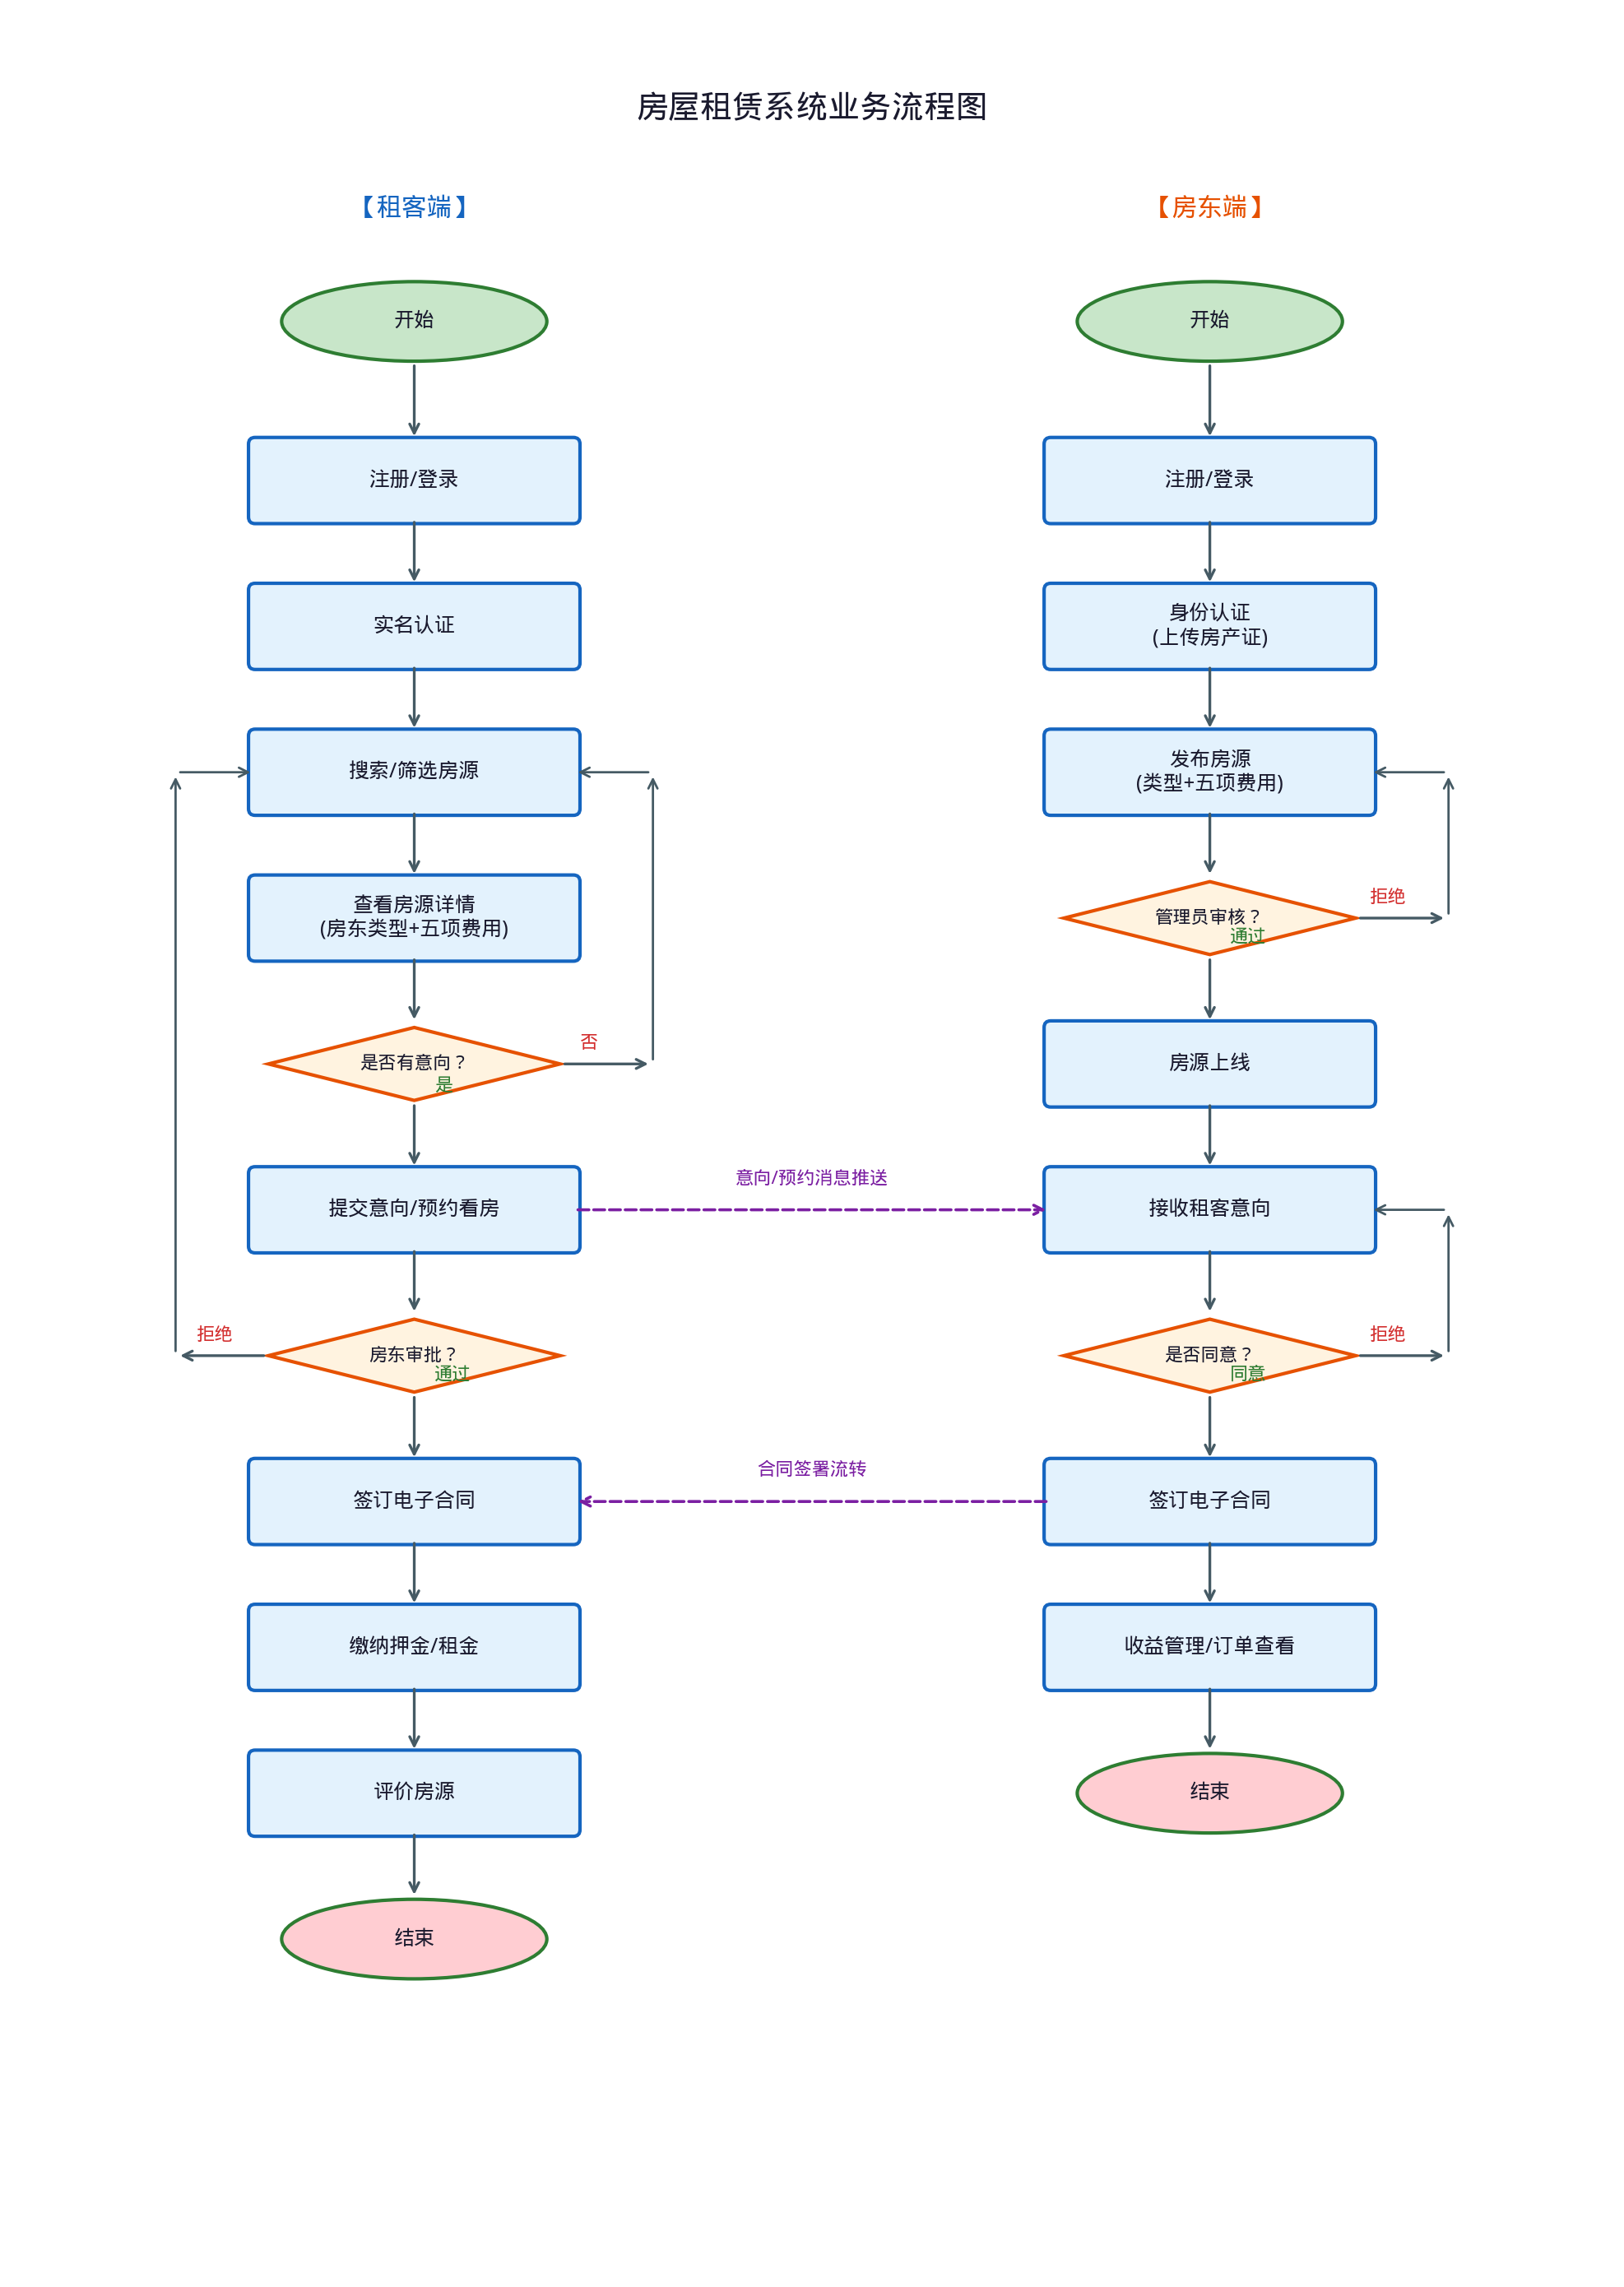 房屋租赁系统业务流程图
【租客端】
开始
注册/登录
实名认证
搜索/筛选房源
查看房源详情
(房东类型+五项费用)
是否有意向？
是
否
提交意向/预约看房
房东审批？
通过
拒绝
签订电子合同
缴纳押金/租金
评价房源
结束
意向/预约消息推送
合同签署流转
【房东端】
开始
注册/登录
身份认证
(上传房产证)
发布房源
(类型+五项费用)
管理员审核？
通过
拒绝
房源上线
接收租客意向
是否同意？
同意
拒绝
签订电子合同
收益管理/订单查看
结束